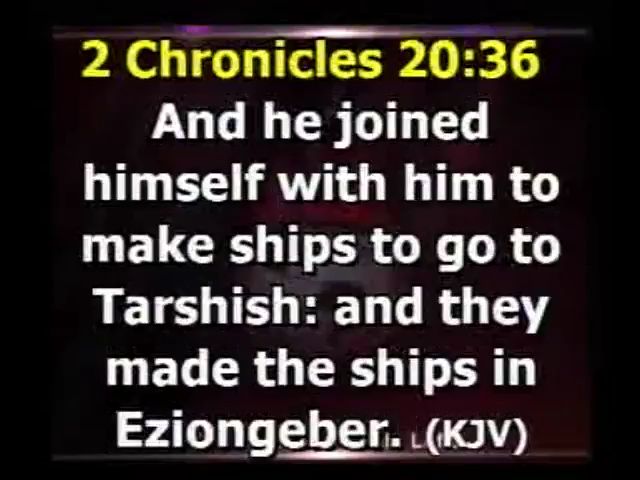 2 Chronicles 20:36
And he joined
himself with him to
make ships to go to
Tarshish: and they
made the ships in
Eziongeber. (KJV)